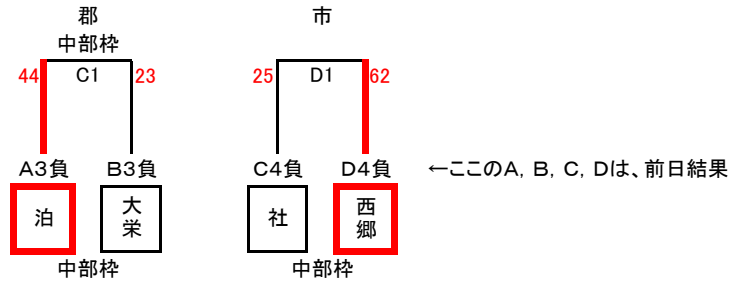 郡 市
中部枠
44 C1 23 25 D1 62
A3負 B3負 C4負 D4負 ←ここのA, B, C, Dは、前日結果
泊 大栄 社 西郷
中部枠 中部枠